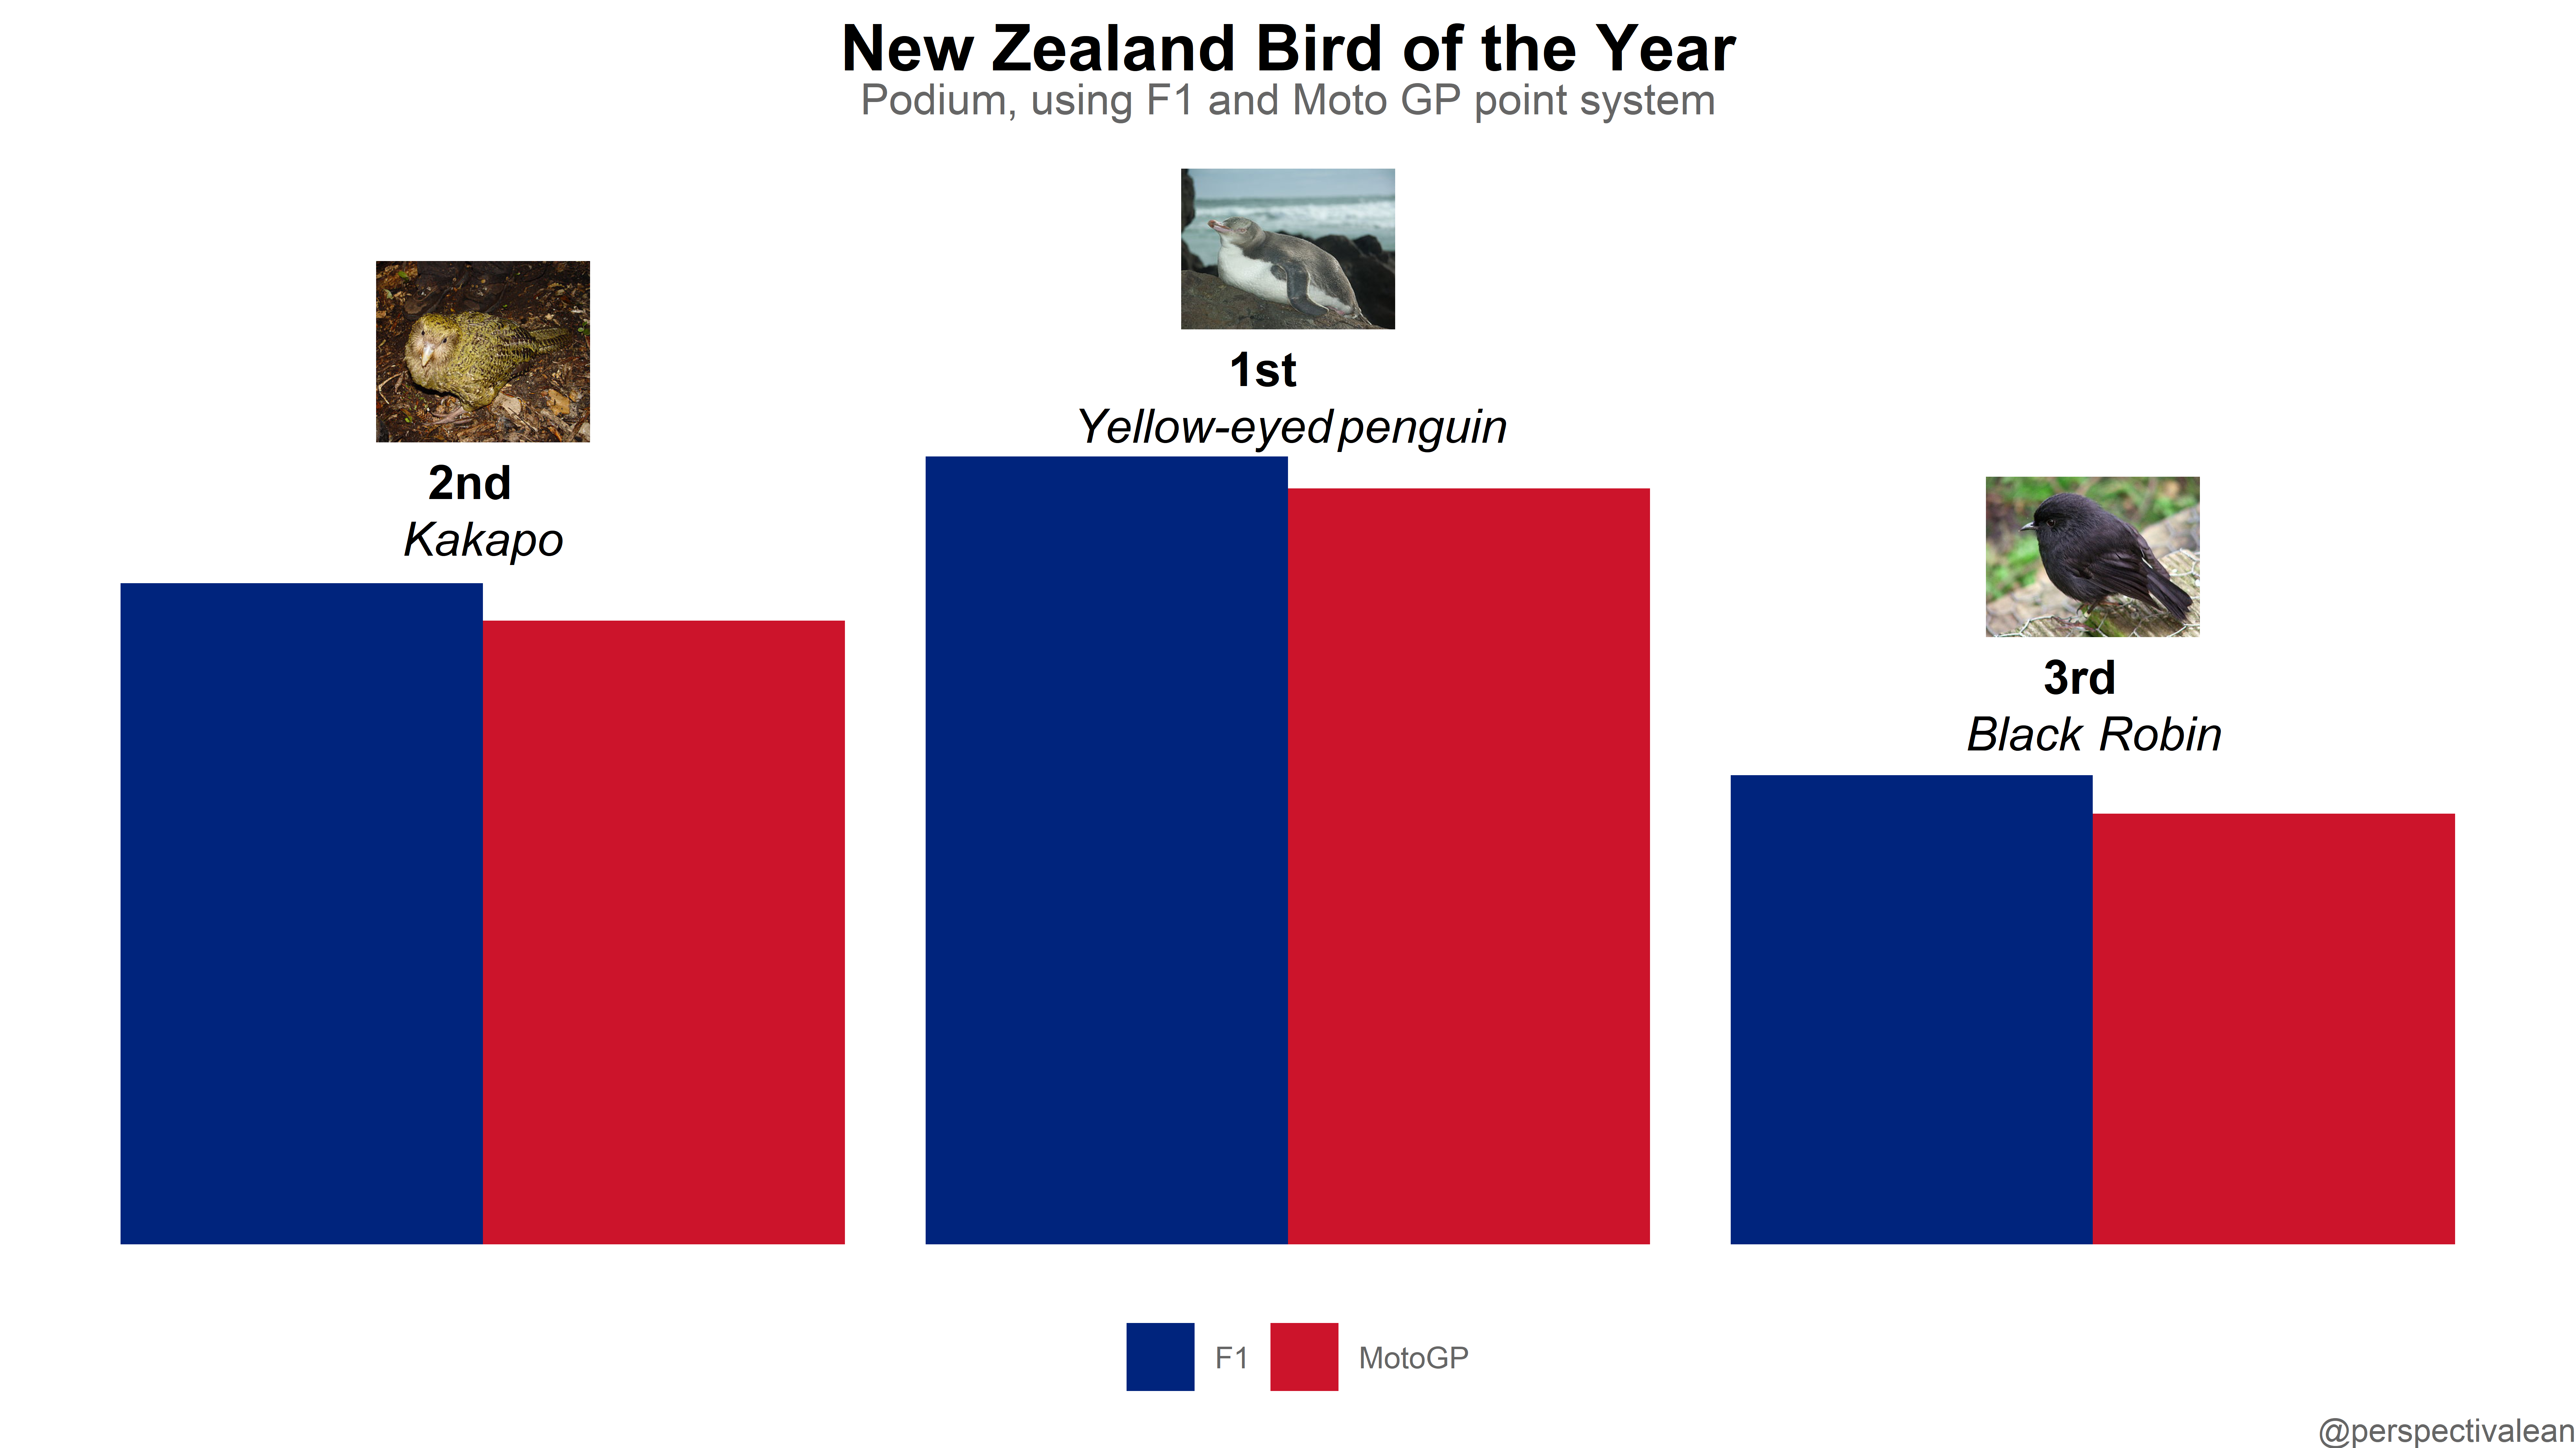 New Zealand Bird of the Year
Podium, using F1 and Moto GP point system
1st
Yellow-eyed penguin
2nd
Kakapo
3rd
Black Robin
F1
MotoGP
@perspectivalean